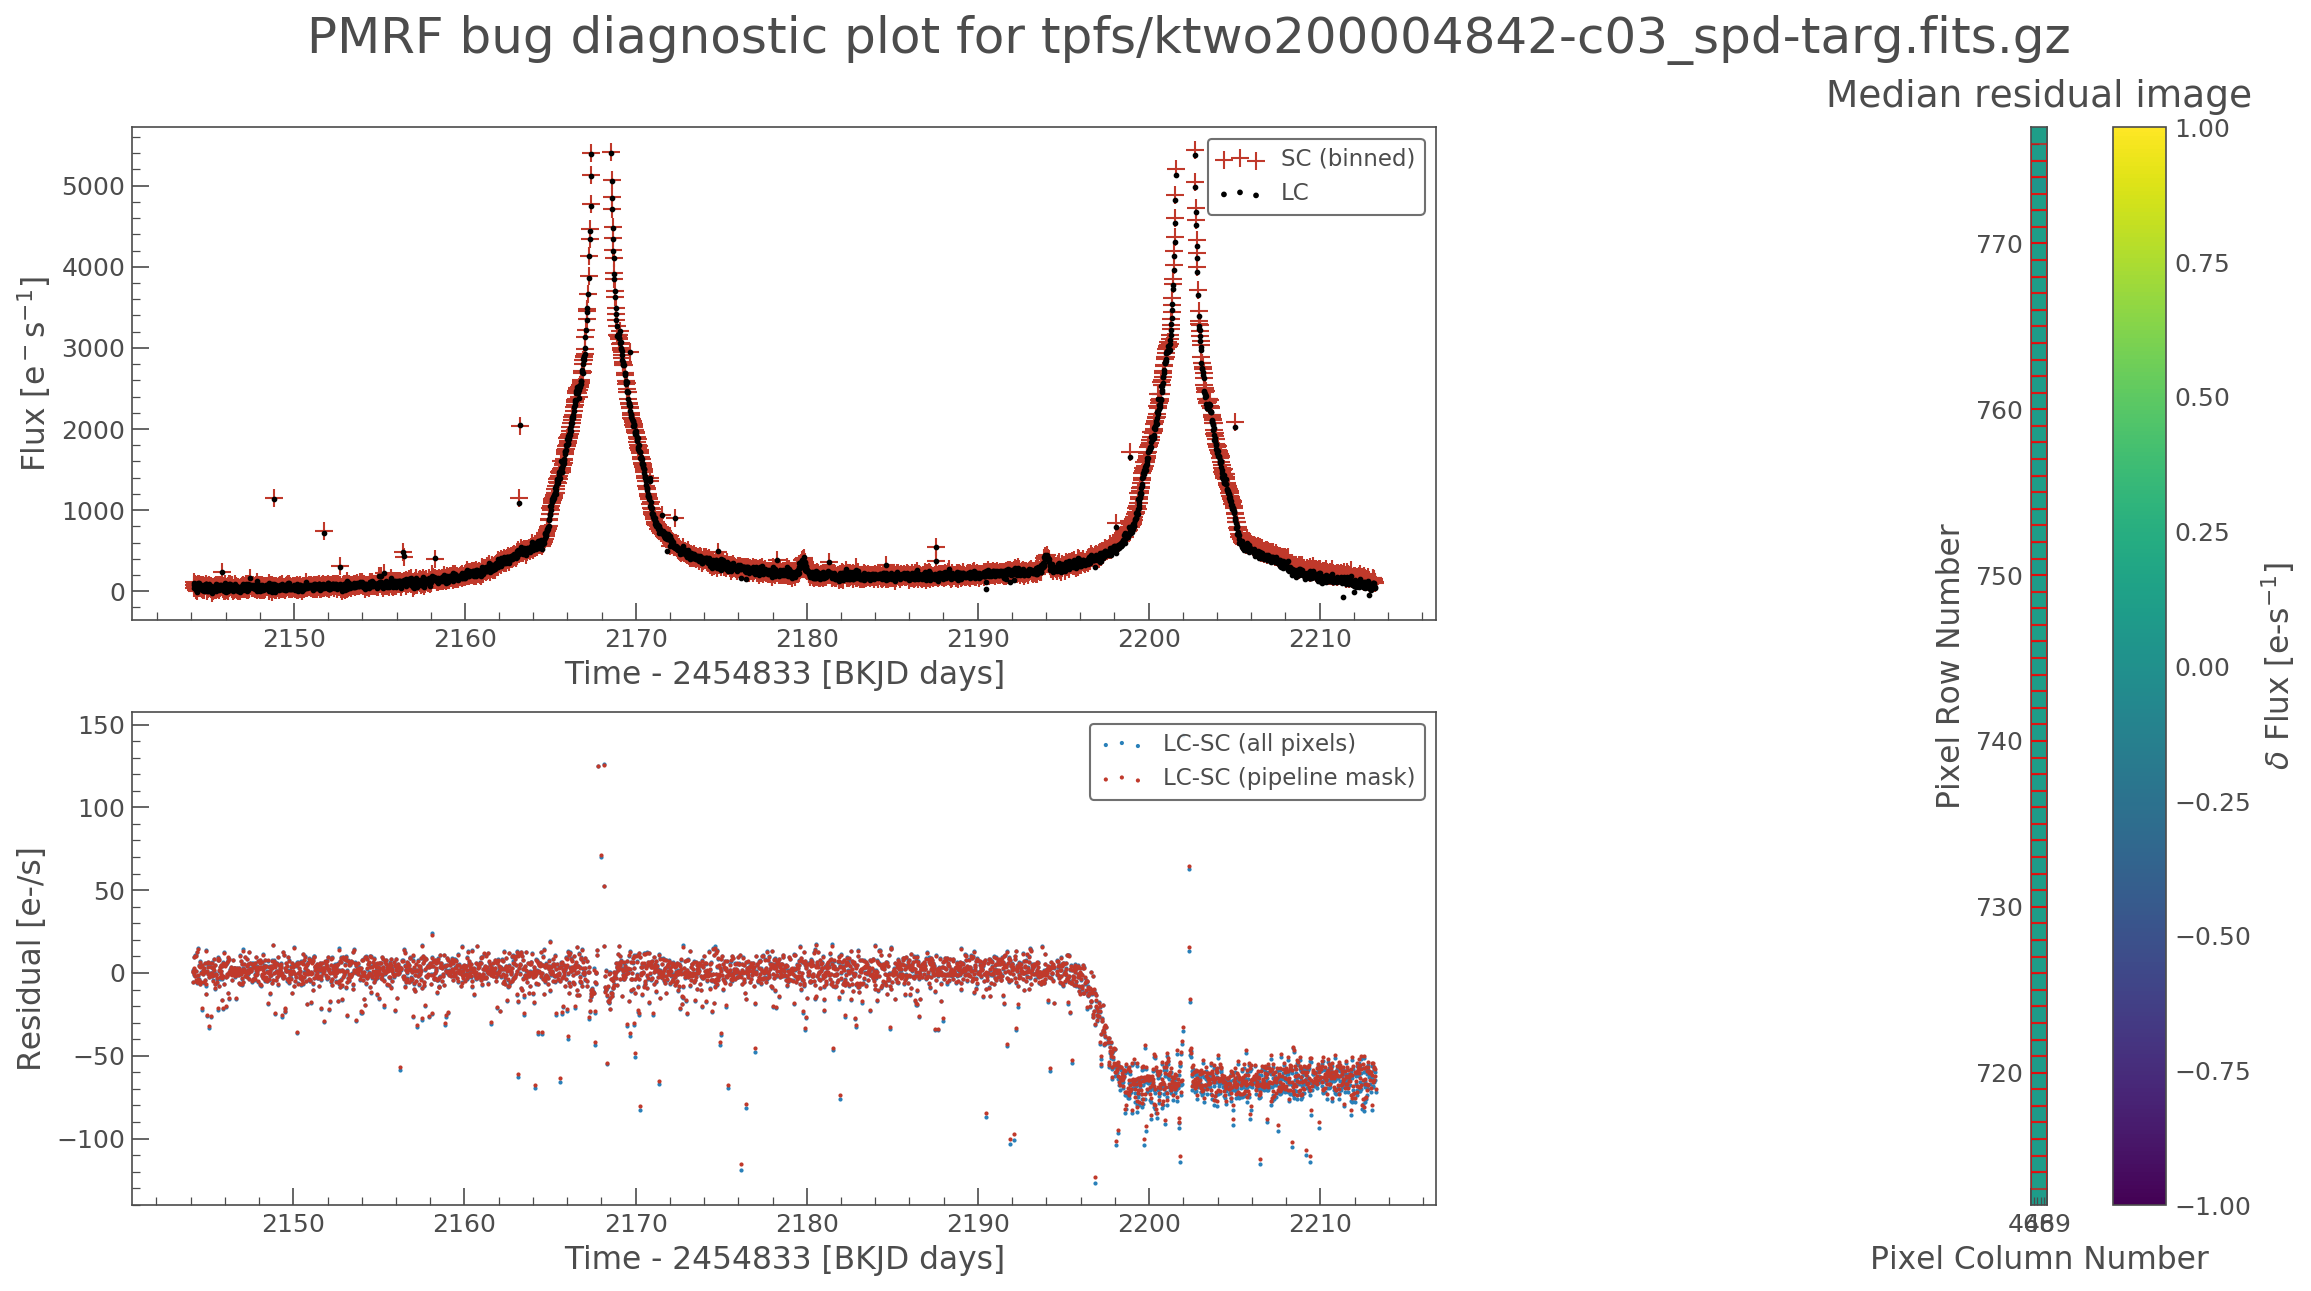 PMRF bug diagnostic plot for tpfs/ktwo200004842-c03_spd-targ.fits.gz
Flux [e⁻ s⁻¹]
5000
4000
3000
2000
1000
0
SC (binned)
LC
2150 2160 2170 2180 2190 2200 2210
Time - 2454833 [BKJD days]
Residual [e-/s]
150
100
50
0
−50
−100
LC-SC (all pixels)
LC-SC (pipeline mask)
2150 2160 2170 2180 2190 2200 2210
Time - 2454833 [BKJD days]
Median residual image
Pixel Row Number
770
760
750
740
730
720
Pixel Column Number
1.00
0.75
0.50
0.25
0.00
−0.25
−0.50
−0.75
−1.00
δ Flux [e-s⁻¹]